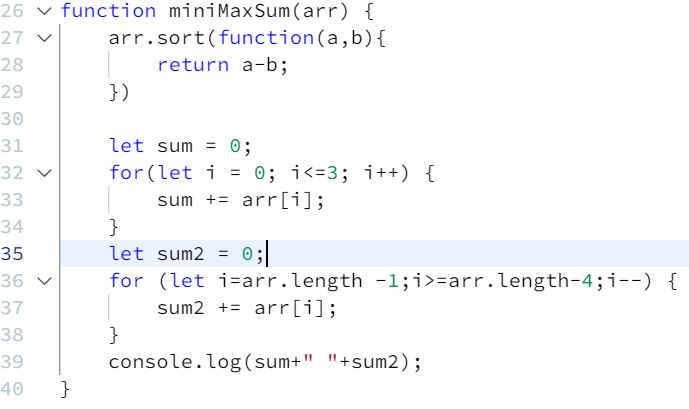 26 function miniMaxSum(arr) {
27     arr.sort(function(a,b){
28         return a-b;
29     })
30
31     let sum = 0;
32     for(let i = 0; i<=3; i++) {
33         sum += arr[i];
34     }
35     let sum2 = 0;
36     for (let i=arr.length -1;i>=arr.length-4;i--) {
37         sum2 += arr[i];
38     }
39     console.log(sum+" "+sum2);
40 }